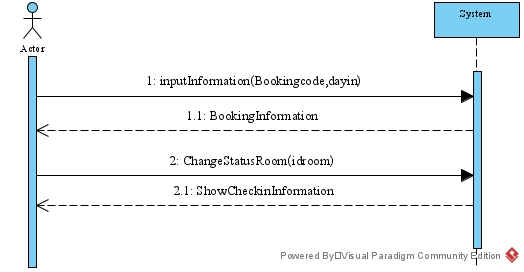 System
Actor
1: inputInformation(Bookingcode,dayin)
1.1: BookingInformation
2: ChangeStatusRoom(idroom)
2.1: ShowCheckinInformation
Powered By Visual Paradigm Community Edition